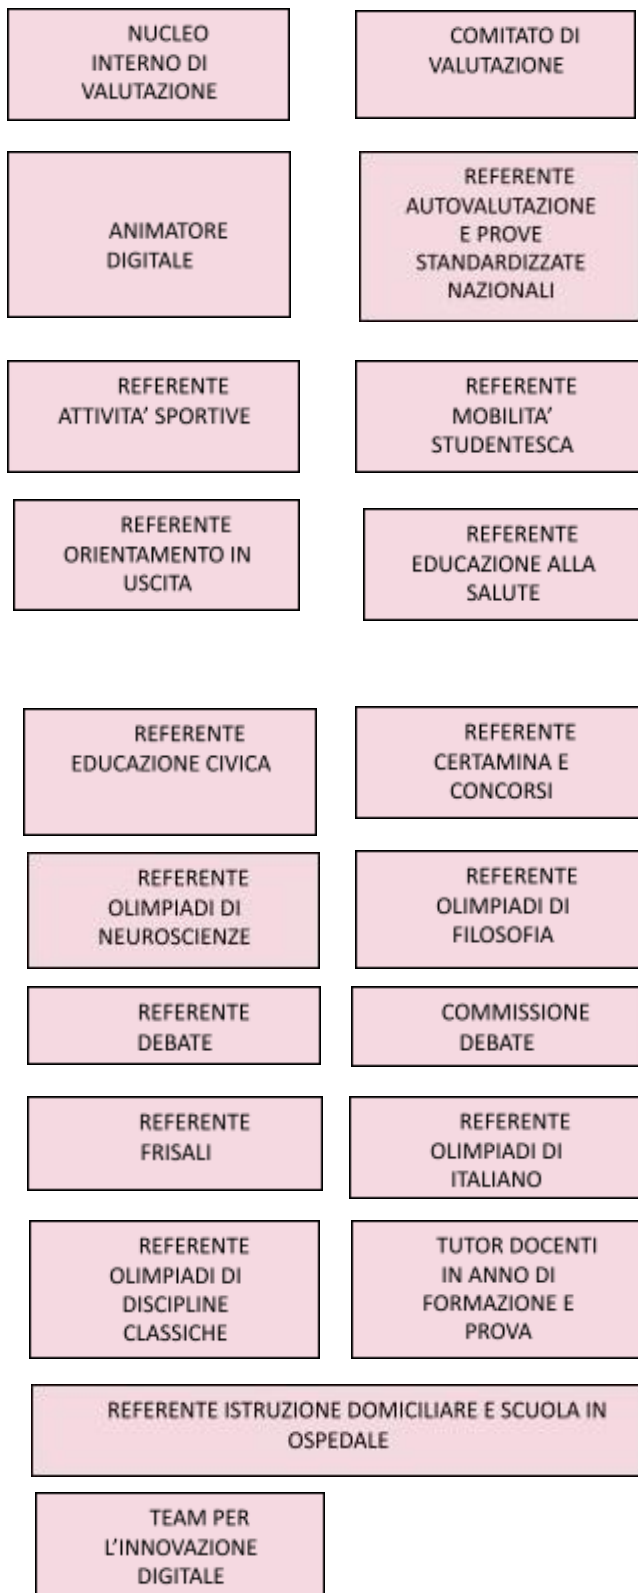 NUCLEO
INTERNO DI
VALUTAZIONE
COMITATO DI
VALUTAZIONE
ANIMATORE
DIGITALE
REFERENTE
AUTOVALUTAZIONE
E PROVE
STANDARDIZZATE
NAZIONALI
REFERENTE
ATTIVITA’ SPORTIVE
REFERENTE
MOBILITA’
STUDENTESCA
REFERENTE
ORIENTAMENTO IN
USCITA
REFERENTE
EDUCAZIONE ALLA
SALUTE
REFERENTE
EDUCAZIONE CIVICA
REFERENTE
CERTAMINA E
CONCORSI
REFERENTE
OLIMPIADI DI
NEUROSCIENZE
REFERENTE
OLIMPIADI DI
FILOSOFIA
REFERENTE
DEBATE
COMMISSIONE
DEBATE
REFERENTE
FRISALI
REFERENTE
OLIMPIADI DI
ITALIANO
REFERENTE
OLIMPIADI DI
DISCIPLINE
CLASSICHE
TUTOR DOCENTI
IN ANNO DI
FORMAZIONE E
PROVA
REFERENTE ISTRUZIONE DOMICILIARE E SCUOLA IN
OSPEDALE
TEAM PER
L’INNOVAZIONE
DIGITALE